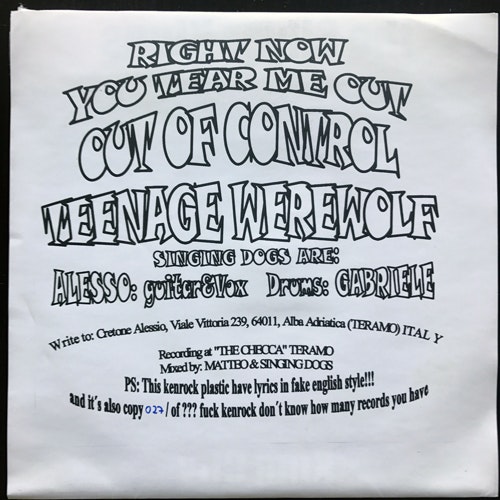 RIGHT NOW
YOU TEAR ME OUT
OUT OF CONTROL
TEENAGE WEREWOLF
SINGING DOGS ARE:
ALESSO: guitar&Vox Drums: GABRIELE
Write to: Cretone Alessio, Viale Vittoria 239, 64011, Alba Adriatica (TERAMO) ITALY
Recording at "THE CHECCA" TERAMO
Mixed by: MATTEO & SINGING DOGS
PS: This kenrock plastic have lyrics in fake english style!!!
and it´s also copy 027/ of ??? fuck kenrock don´t know how many records you have